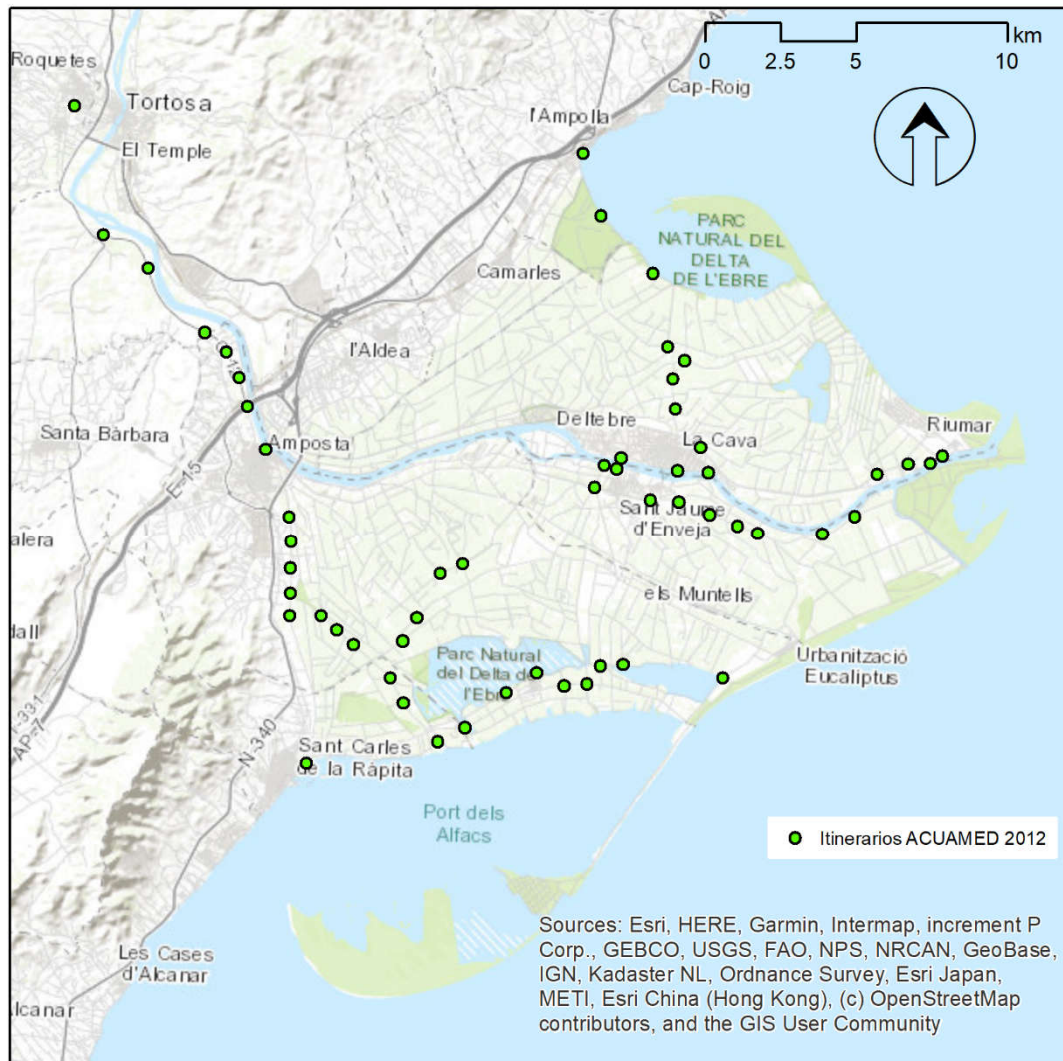 km
0 2.5 5 10
Roquetes
Tortosa
El Temple
Cap-Roig
l'Ampolla
PARC
NATURAL DEL
DELTA
DE L'EBRE
Camarles
l'Aldea
Santa Bàrbara
Amposta
Deltebre
La Cava
Riumar
E-15
Sant Jaume
d'Enveja
els Muntells
Parc Natural
del Delta de
l'Ebre
Urbanització
Eucaliptus
AP-7
N-340
Sant Carles
de la Ràpita
Port dels
Alfacs
Itinerarios ACUAMED 2012
Les Cases
d'Alcanar
Sources: Esri, HERE, Garmin, Intermap, increment P
Corp., GEBCO, USGS, FAO, NPS, NRCAN, GeoBase,
IGN, Kadaster NL, Ordnance Survey, Esri Japan,
METI, Esri China (Hong Kong), (c) OpenStreetMap
contributors, and the GIS User Community
lcanar